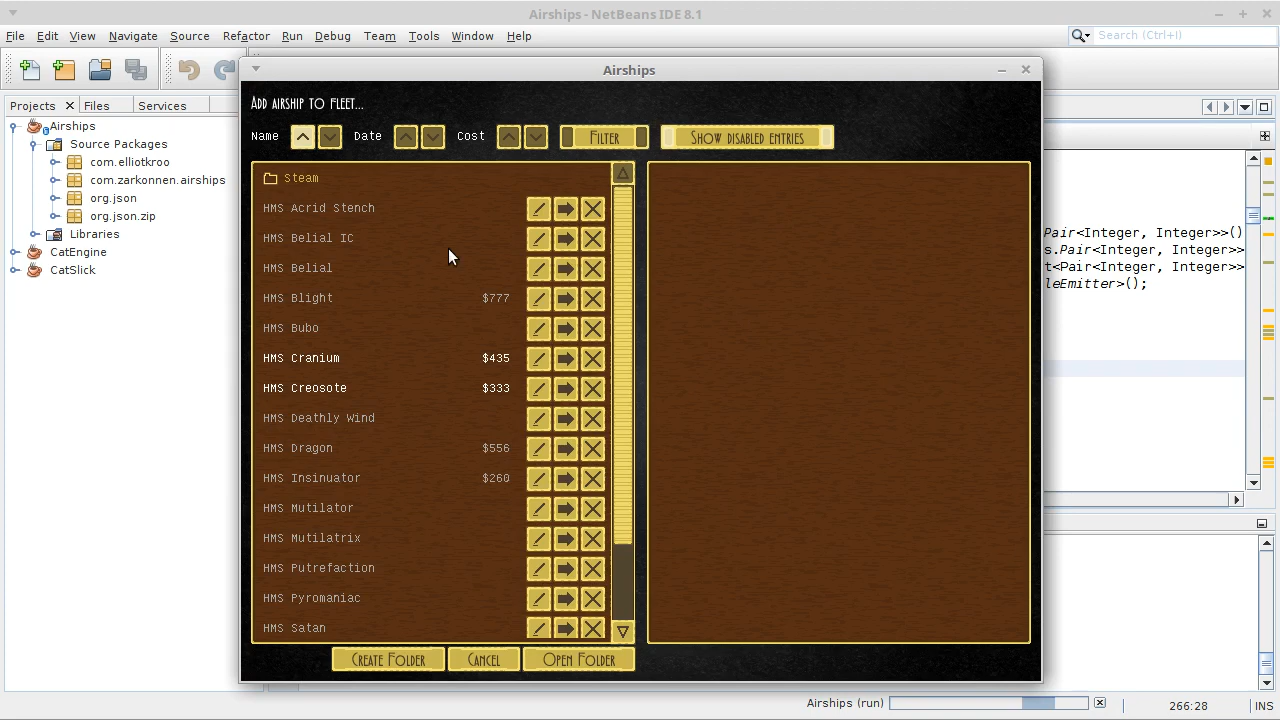 Airships - NetBeans IDE 8.1
File Edit View Navigate Source Refactor Run Debug Team Tools Window Help
Search (Ctrl+I)
Airships
Projects Files Services
Airships
Source Packages
com.elliotkroo
com.zarkonnen.airships
org.json
org.json.zip
Libraries
CatEngine
CatSlick
Add airship to fleet...
Name Date Cost Filter Show disabled entries
Steam
HMS Acrid Stench
HMS Belial IC
HMS Belial
HMS Blight $777
HMS Bubo
HMS Cranium $435
HMS Creosote $333
HMS Deathly Wind
HMS Dragon $556
HMS Insinuator $260
HMS Mutilator
HMS Mutilatrix
HMS Putrefaction
HMS Pyromaniac
HMS Satan
Create Folder Cancel Open Folder
Pair<Integer, Integer>>()
s.Pair<Integer, Integer>>
t<Pair<Integer, Integer>>
leEmitter>();
Airships (run) 266:28 INS